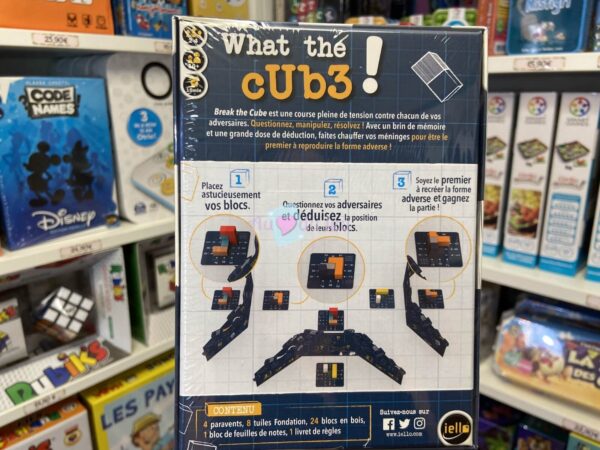 25,90€
What the
cUb3 !
15min
Break the Cube est une course pleine de tension contre chacun de vos
adversaires. Questionnez, manipulez, résolvez ! Avec un brin de mémoire
et une grande dose de déduction, faites chauffer vos méninges pour être le
premier à reproduire la forme adverse !
1
Placez
astucieusement
vos blocs.
2
Questionnez vos adversaires
et déduisez la position
de leurs blocs.
3
Soyez le premier
à recréer la forme
adverse et gagnez
la partie !
CONTENU
4 paravents, 8 tuiles Fondation, 24 blocs en bois,
1 bloc de feuilles de notes, 1 livret de règles
Suivez-nous sur
www.iello.com
iello
CODE
NAMES
Disney
Rubik's
LES PAY